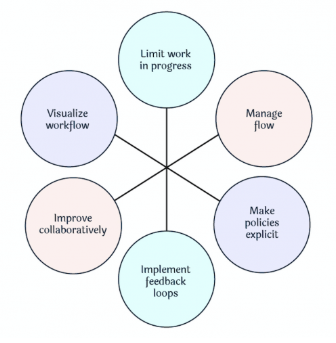 Limit work
in progress
Manage
flow
Make
policies
explicit
Implement
feedback
loops
Improve
collaboratively
Visualize
workflow